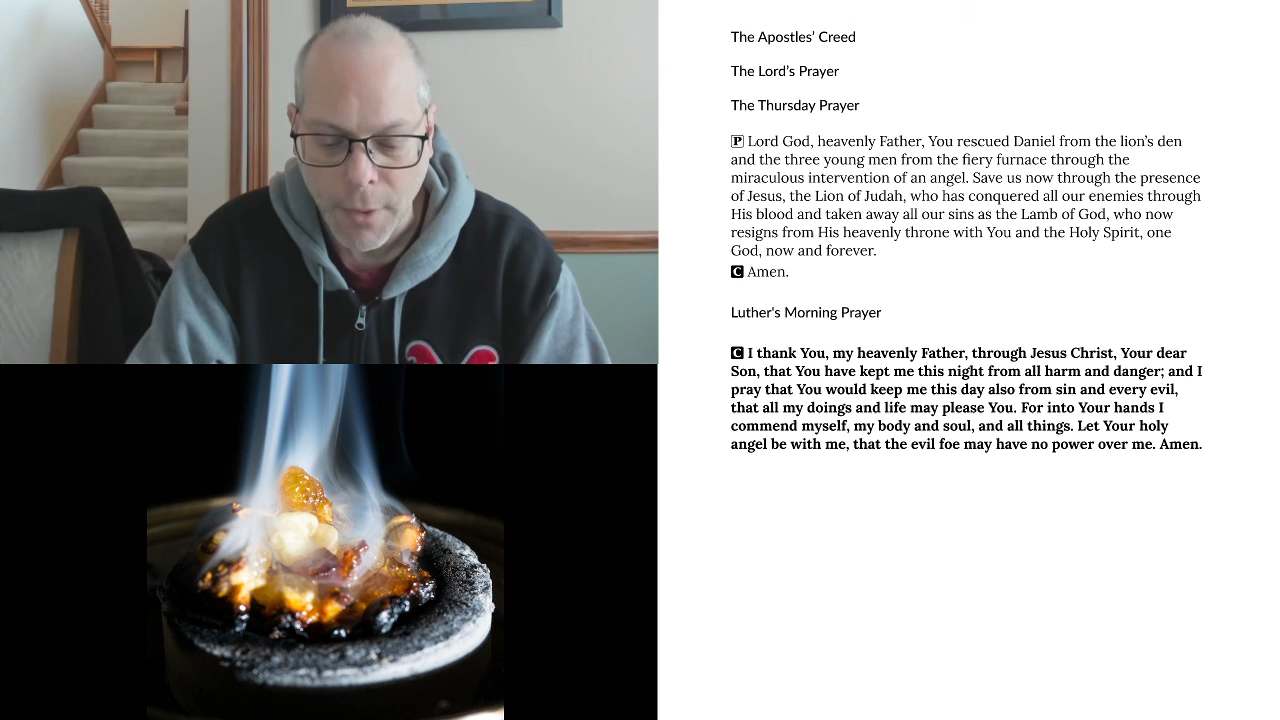 The Apostles' Creed
The Lord's Prayer
The Thursday Prayer
P Lord God, heavenly Father, You rescued Daniel from the lion's den
and the three young men from the fiery furnace through the
miraculous intervention of an angel. Save us now through the presence
of Jesus, the Lion of Judah, who has conquered all our enemies through
His blood and taken away all our sins as the Lamb of God, who now
resigns from His heavenly throne with You and the Holy Spirit, one
God, now and forever.
C Amen.
Luther's Morning Prayer
C I thank You, my heavenly Father, through Jesus Christ, Your dear
Son, that You have kept me this night from all harm and danger; and I
pray that You would keep me this day also from sin and every evil,
that all my doings and life may please You. For into Your hands I
commend myself, my body and soul, and all things. Let Your holy
angel be with me, that the evil foe may have no power over me. Amen.